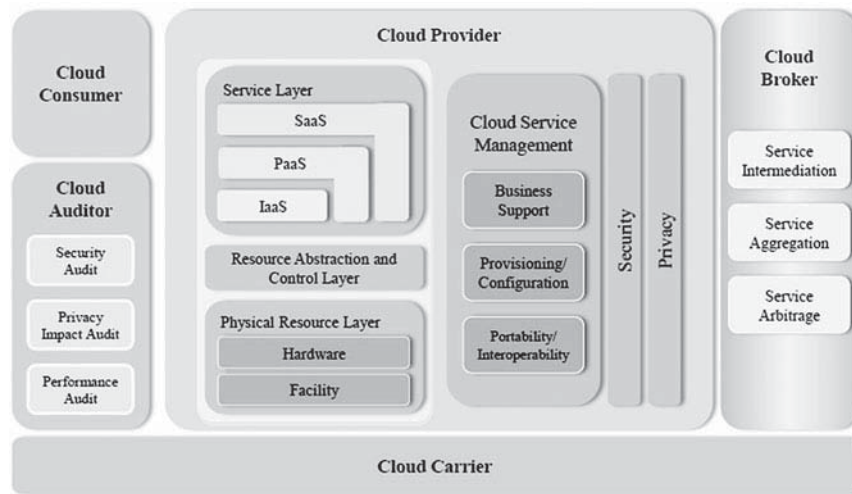 Cloud
Consumer
Cloud
Auditor
Security
Audit
Privacy
Impact Audit
Performance
Audit
Cloud Provider
Service Layer
SaaS
PaaS
IaaS
Resource Abstraction and
Control Layer
Physical Resource Layer
Hardware
Facility
Cloud Service
Management
Business
Support
Provisioning/
Configuration
Portability/
Interoperability
Security
Privacy
Cloud
Broker
Service
Intermediation
Service
Aggregation
Service
Arbitrage
Cloud Carrier